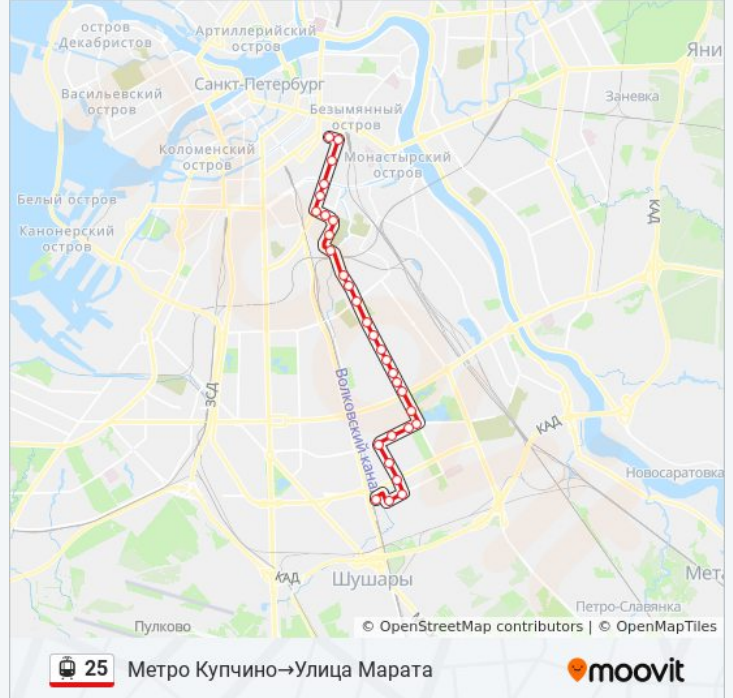 остров
Декабристов
Артиллерийский
остров
Яни
Санкт-Петербург
Васильевский
остров
Заневка
Безымянный
остров
Коломенский
остров
Монастырский
остров
Белый остров
Канонерский
остров
КАД
ЗСД
Волковский кана
КАД
Новосаратовка
КАД
Шушары
Мета
Петро-Славянка
Пулково
© OpenStreetMap contributors | © OpenMapTiles
25 Метро Купчино→Улица Марата
moovit